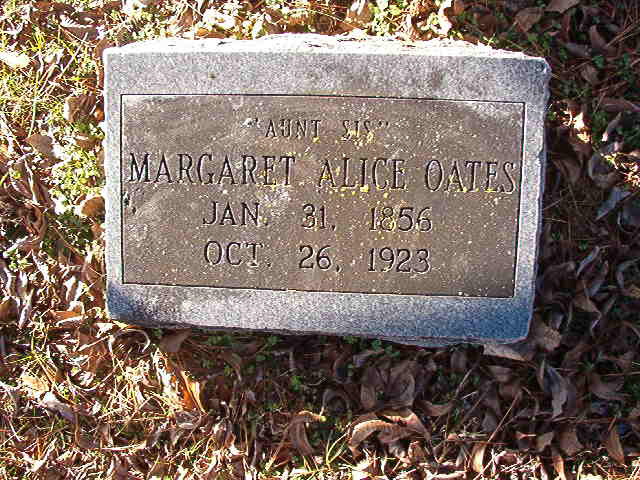 "AUNT SIS"
MARGARET ALICE OATES
JAN. 31, 1856
OCT. 26, 1923